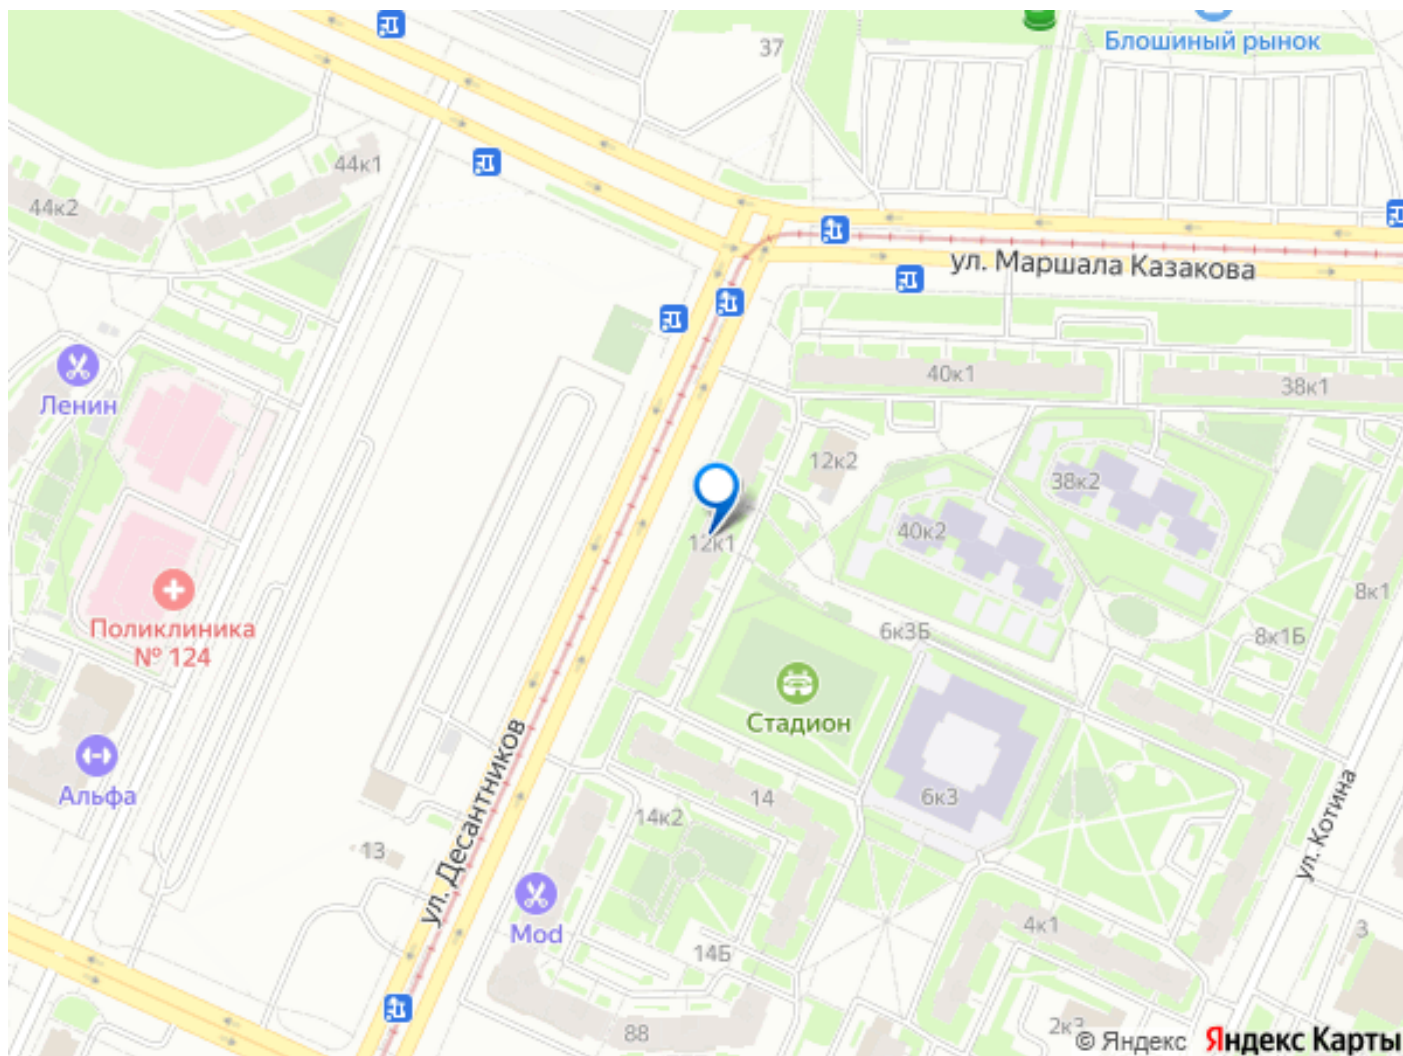 Блошиный рынок
37
44к1
44к2
ул. Маршала Казакова
40к1
38к1
Ленин
12к2
38к2
40к2
12к1
8к1
Поликлиника
№ 124
6к3Б
8к1Б
Стадион
ул. Десантников
Альфа
14
6к3
14к2
ул. Котина
13
Mod
4к1
3
14Б
88
2к3
© Яндекс Яндекс Карты